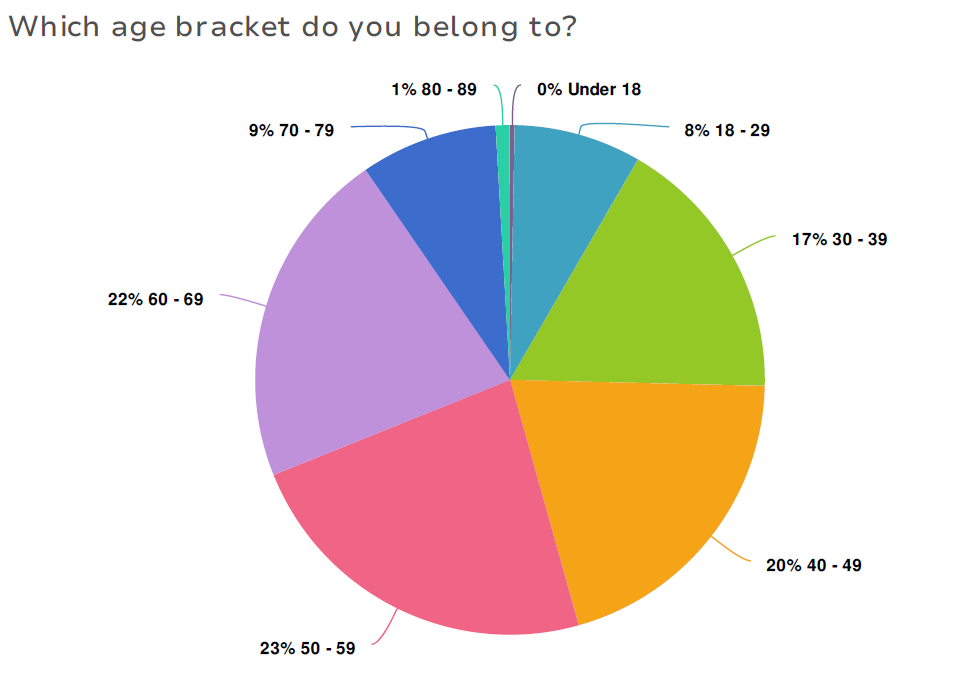 Which age bracket do you belong to?
1% 80 - 89
0% Under 18
9% 70 - 79
8% 18 - 29
17% 30 - 39
22% 60 - 69
20% 40 - 49
23% 50 - 59